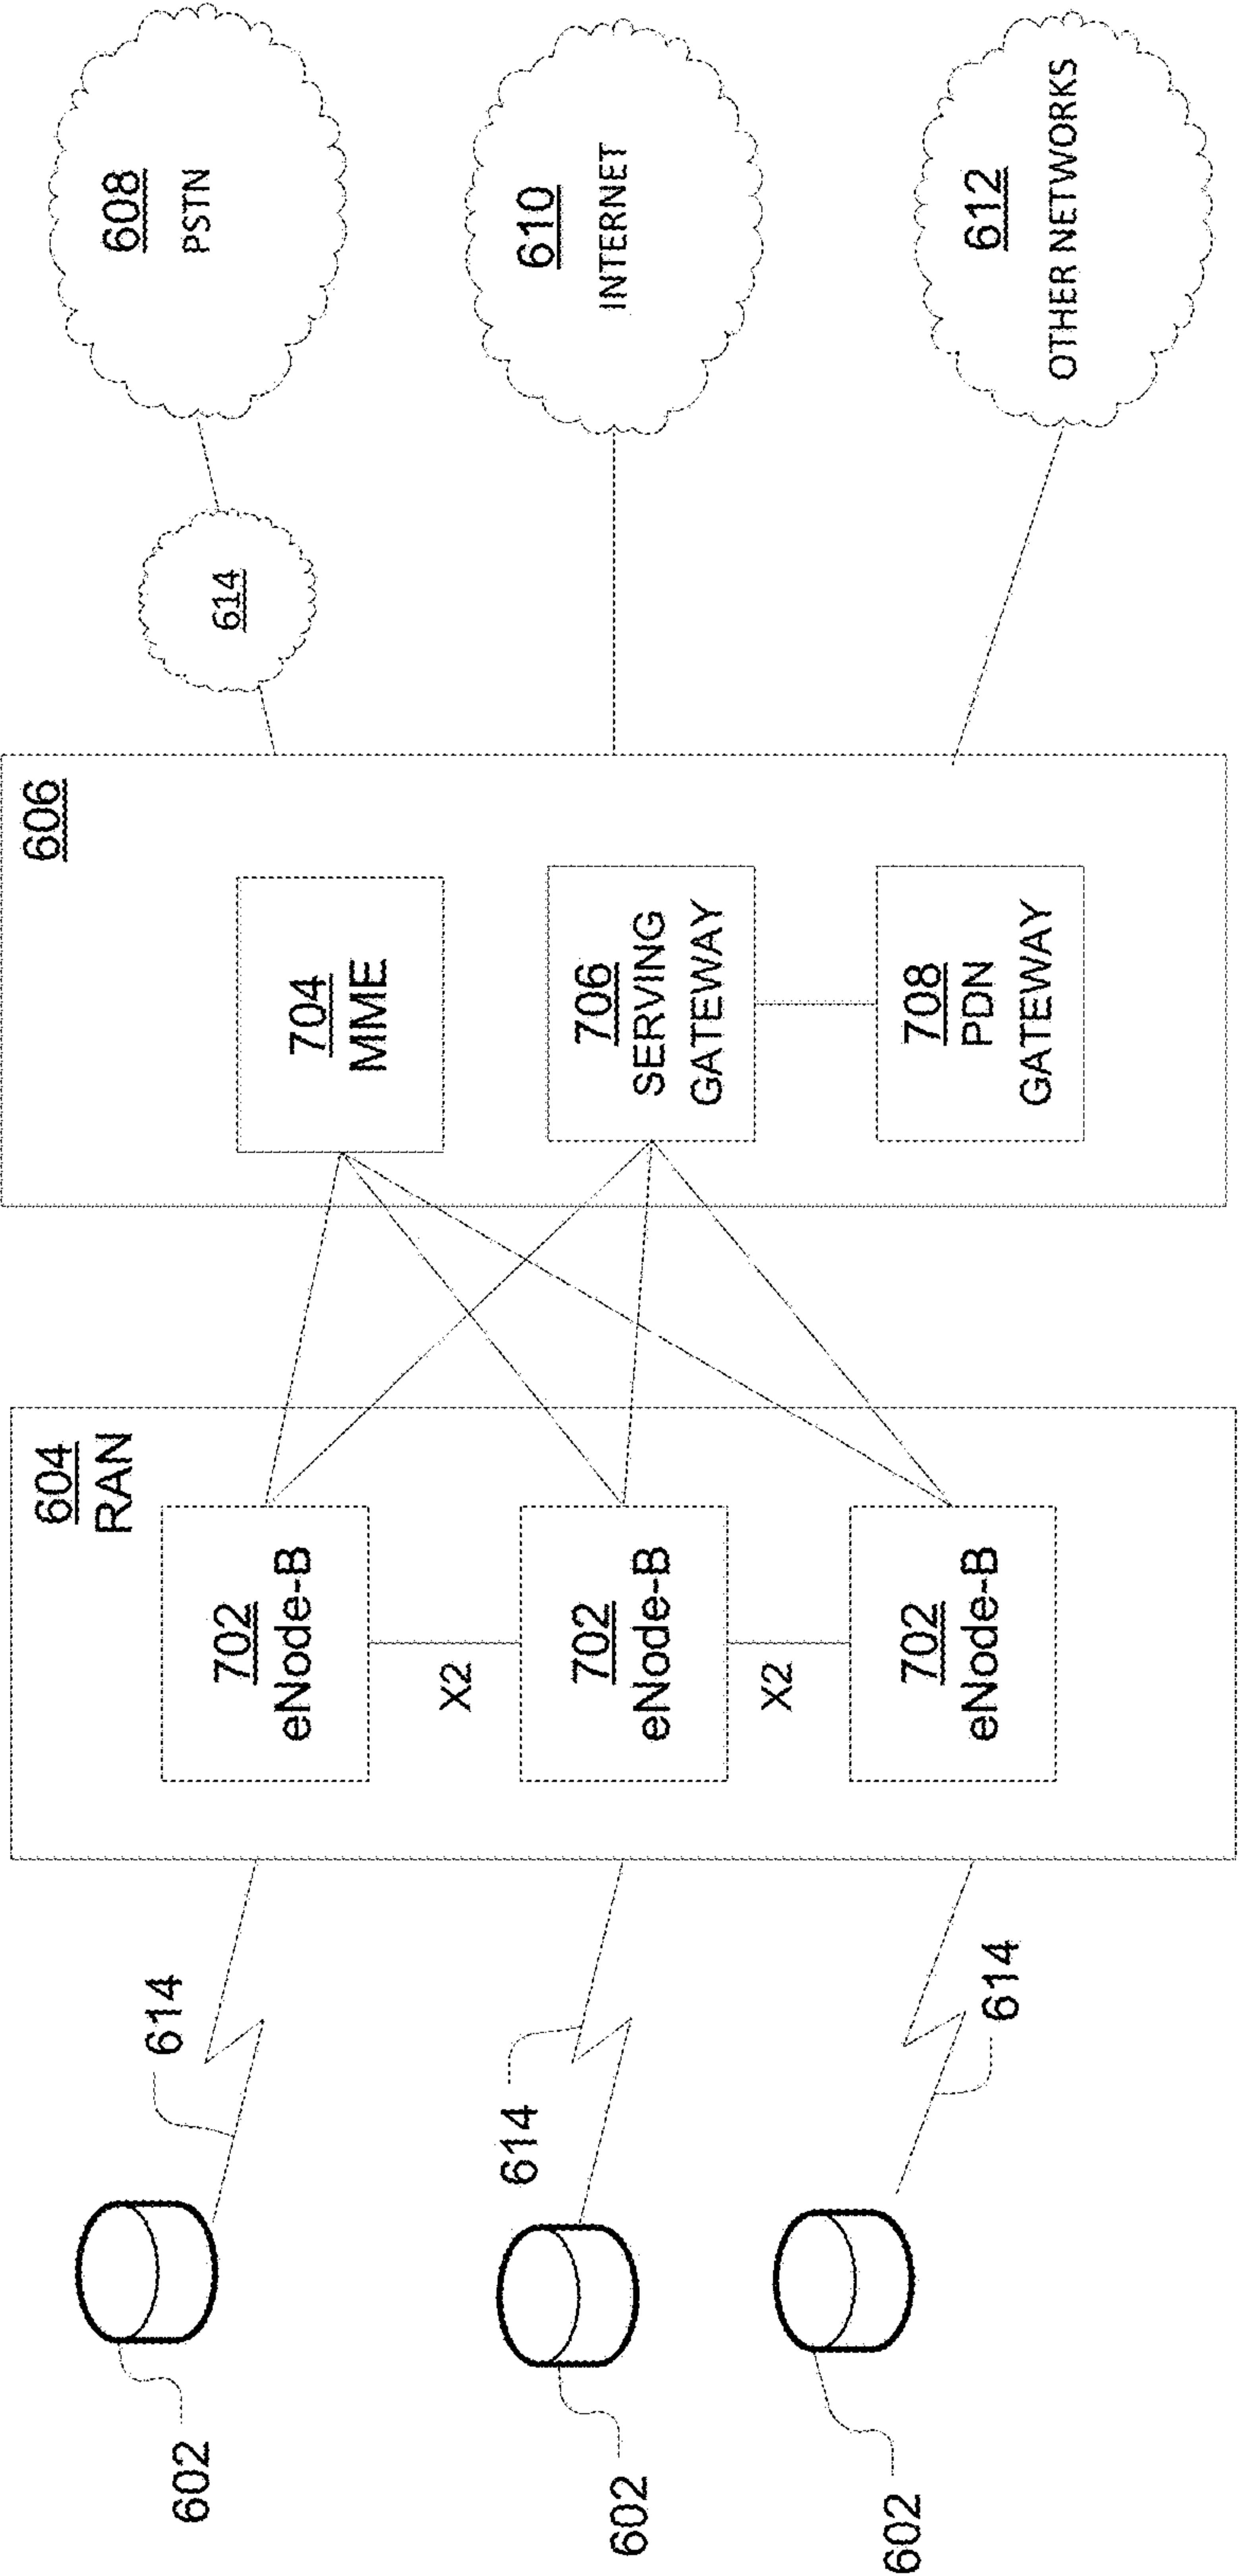 602
602
602
614
614
614
604
RAN
702
eNode-B
X2
702
eNode-B
X2
702
eNode-B
606
704
MME
706
SERVING
GATEWAY
708
PDN
GATEWAY
614
608
PSTN
610
INTERNET
612
OTHER NETWORKS